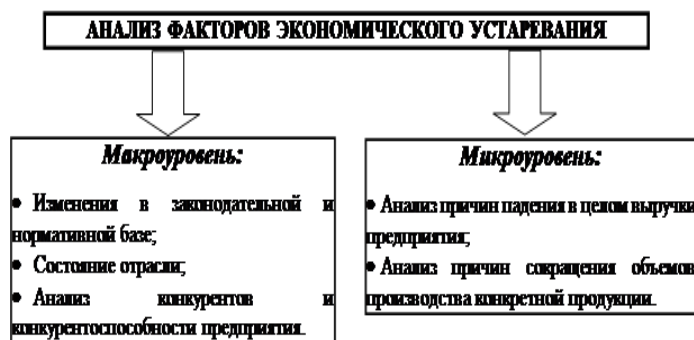 АНАЛИЗ ФАКТОРОВ ЭКОНОМИЧЕСКОГО УСТАРЕВАНИЯ
Макроуровень:
• Изменения в законодательной и
нормативной базе;
• Состояние отрасли;
• Анализ конкурентов и
конкурентоспособности предприятия.
Микроуровень:
• Анализ причин падения в целом выручки
предприятия;
• Анализ причин сокращения объемов
производства конкретной продукции.